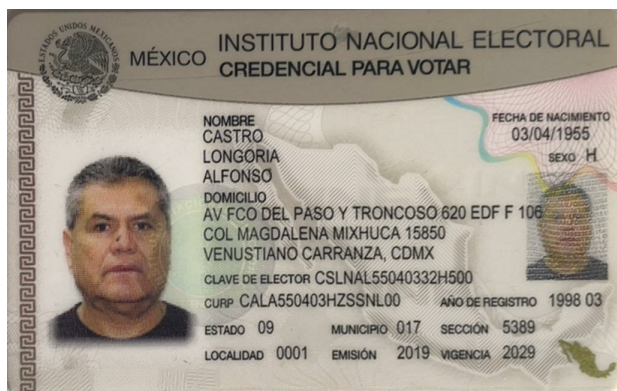 ESTADOS UNIDOS MEXICANOS
MÉXICO INSTITUTO NACIONAL ELECTORAL
CREDENCIAL PARA VOTAR
NOMBRE
CASTRO
LONGORIA
ALFONSO
FECHA DE NACIMIENTO
03/04/1955
SEXO H
DOMICILIO
AV FCO DEL PASO Y TRONCOSO 620 EDF F 106
COL MAGDALENA MIXHUCA 15850
VENUSTIANO CARRANZA, CDMX
CLAVE DE ELECTOR CSLNAL55040332H500
CURP CALA550403HZSSNL00 AÑO DE REGISTRO 1998 03
ESTADO 09 MUNICIPIO 017 SECCIÓN 5389
LOCALIDAD 0001 EMISIÓN 2019 VIGENCIA 2029